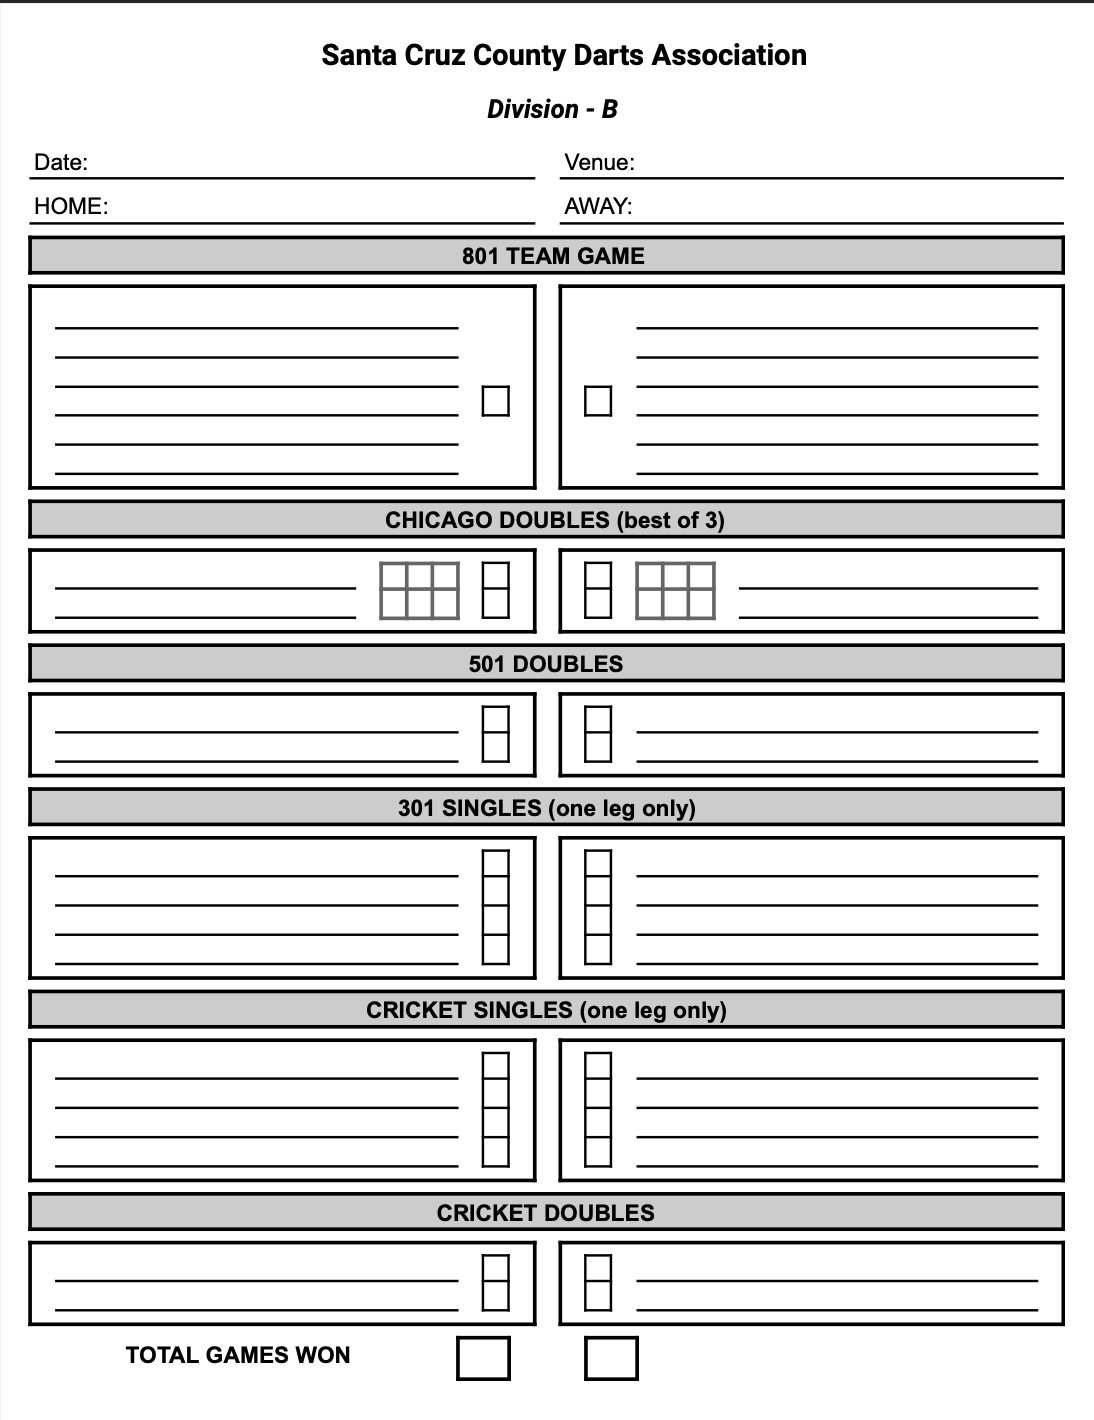 Santa Cruz County Darts Association
Division - B
Date: Venue:
HOME: AWAY:
801 TEAM GAME
CHICAGO DOUBLES (best of 3)
501 DOUBLES
301 SINGLES (one leg only)
CRICKET SINGLES (one leg only)
CRICKET DOUBLES
TOTAL GAMES WON